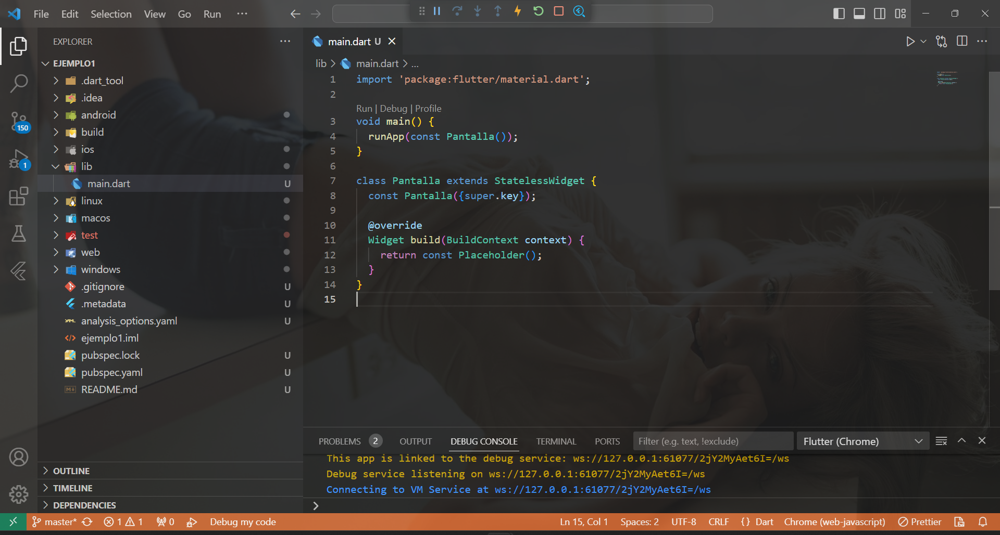 File Edit Selection View Go Run ···
EXPLORER ···
EJEMPLO1
.dart_tool
.idea
android
build
ios
lib
main.dart U
linux
macos
test
web
windows
.gitignore U
.metadata U
analysis_options.yaml U
ejemplo1.iml
pubspec.lock U
pubspec.yaml U
README.md U
OUTLINE
TIMELINE
DEPENDENCIES
150
1
main.dart U
lib > main.dart > ...
1 import 'package:flutter/material.dart';
2
Run | Debug | Profile
3 void main() {
4 runApp(const Pantalla());
5 }
6
7 class Pantalla extends StatelessWidget {
8 const Pantalla({super.key});
9
10 @override
11 Widget build(BuildContext context) {
12 return const Placeholder();
13 }
14 }
15
PROBLEMS 2 OUTPUT DEBUG CONSOLE TERMINAL PORTS Filter (e.g. text, !exclude) Flutter (Chrome)
This app is linked to the debug service: ws://127.0.0.1:61077/2jY2MyAet6I=/ws
Debug service listening on ws://127.0.0.1:61077/2jY2MyAet6I=/ws
Connecting to VM Service at ws://127.0.0.1:61077/2jY2MyAet6I=/ws
>
master* 1 1 0 Debug my code Ln 15, Col 1 Spaces: 2 UTF-8 CRLF {} Dart Chrome (web-javascript) Prettier